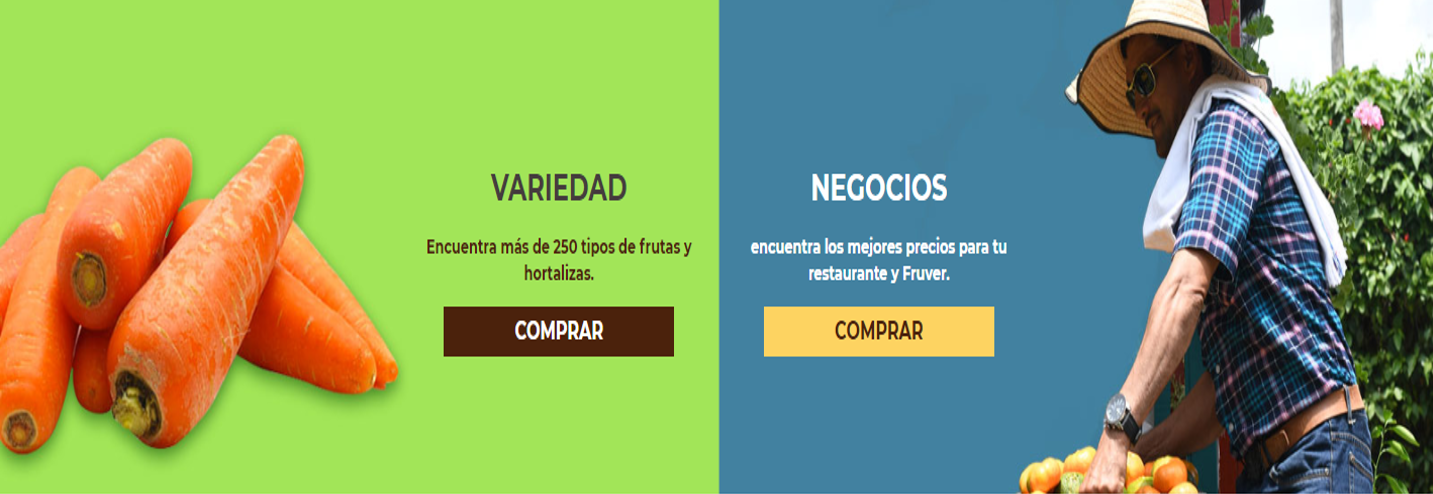 VARIEDAD
Encuentra más de 250 tipos de frutas y
hortalizas.
COMPRAR
NEGOCIOS
encuentra los mejores precios para tu
restaurante y Fruver.
COMPRAR